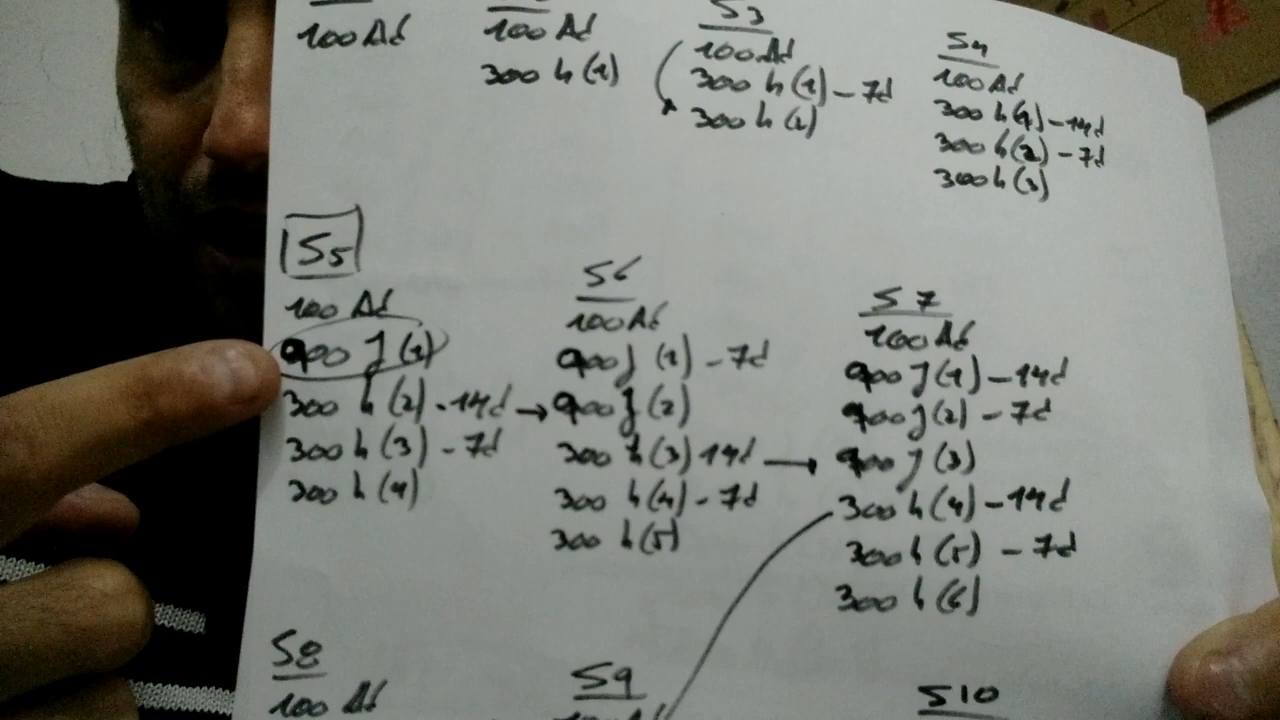 100 Ad
100 Ad
300 h(1)
S3
100 Ad
300 h(1) - 7d
300 h(2)
S4
100 Ad
300 h(1) - 14d
300 h(2) - 7d
300 h(3)
S5
100 Ad
900 J(1)
300 h(2) - 14d
300 h(3) - 7d
300 h(4)
S6
100 Ad
900 J(1) - 7d
900 J(2)
300 h(3) 14d
300 h(4) - 7d
300 h(5)
S7
100 Ad
900 J(1) - 14d
900 J(2) - 7d
900 J(3)
300 h(4) - 14d
300 h(5) - 7d
300 h(6)
S8
100 Ad
S9
S10